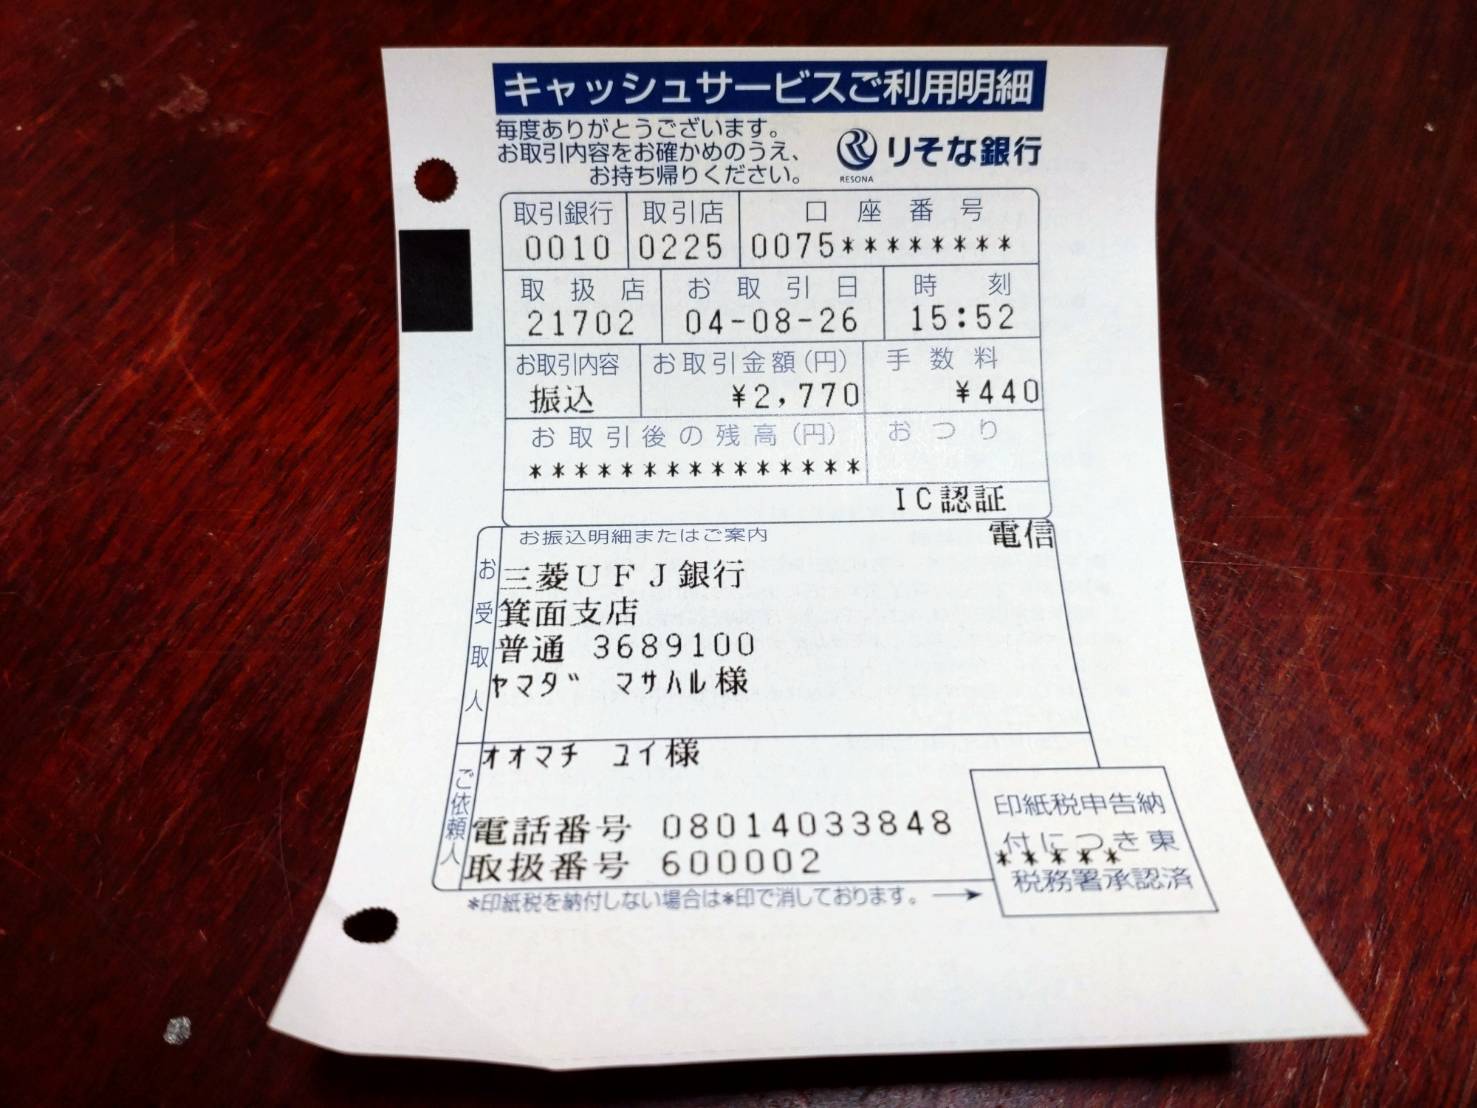 キャッシュサービスご利用明細
毎度ありがとうございます。
お取引内容をお確かめのうえ、
お持ち帰りください。
RESONA
りそな銀行
取引銀行 取引店 口座番号
0010 0225 0075********
取扱店 お取引日 時刻
21702 04-08-26 15:52
お取引内容 お取引金額(円) 手数料
振込 ¥2,770 ¥440
お取引後の残高(円) おつり
***************
IC認証
お振込明細またはご案内 電信
お受取人
三菱UFJ銀行
箕面支店
普通 3689100
ヤマダ マサハル様
ご依頼人
オオマチ ユイ様
電話番号 08014033848
取扱番号 600002
印紙税申告納
付につき東
*****
税務署承認済
*印紙税を納付しない場合は*印で消しております。→